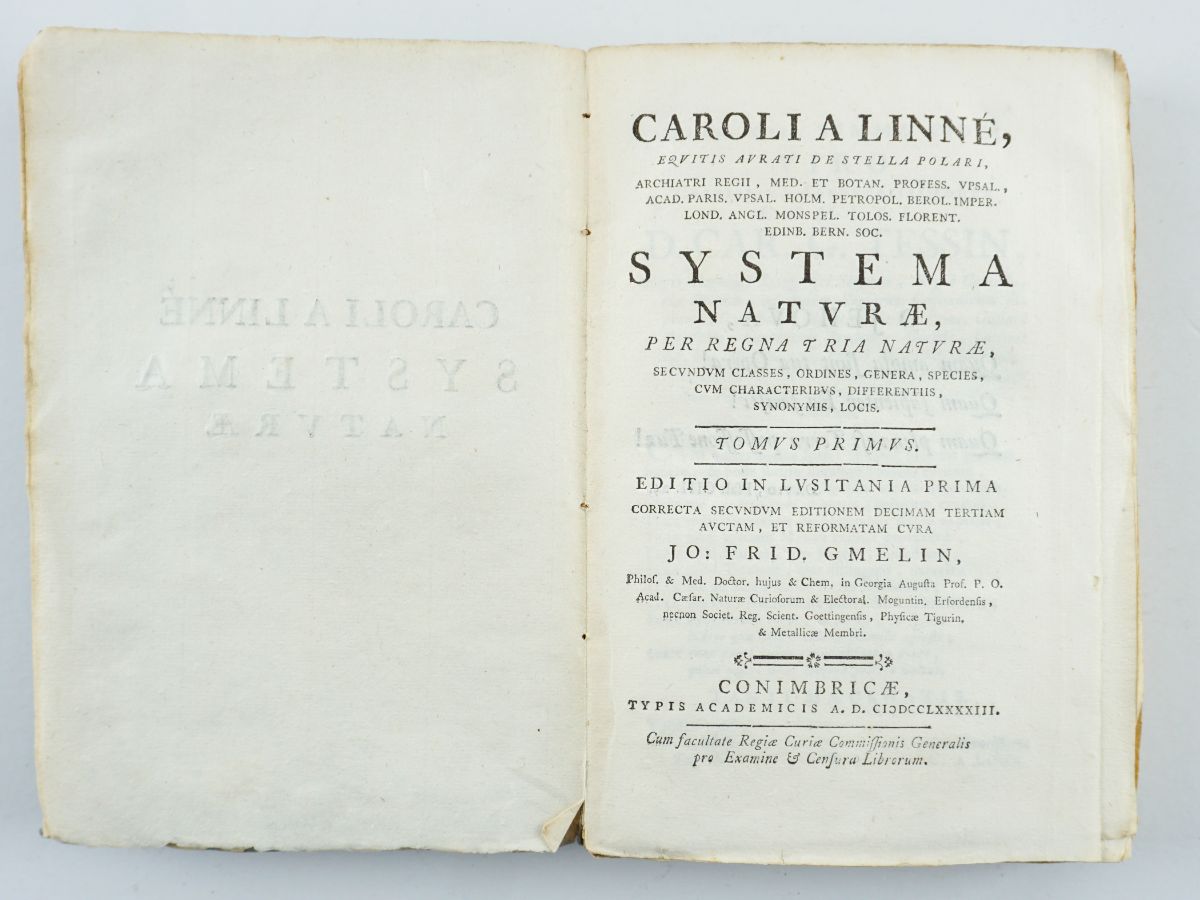 CAROLI A LINNÉ,
EQVITIS AVRATI DE STELLA POLARI,
ARCHIATRI REGII, MED. ET BOTAN. PROFESS. VPSAL.,
ACAD. PARIS. VPSAL. HOLM. PETROPOL. BEROL. IMPER.
LOND. ANGL. MONSPEL. TOLOS. FLORENT.
EDINB. BERN. SOC.
SYSTEMA
NATVRÆ,
PER REGNA TRIA NATVRÆ,
SECVNDVM CLASSES, ORDINES, GENERA, SPECIES,
CVM CHARACTERIBVS, DIFFERENTIIS,
SYNONYMIS, LOCIS.
TOMVS PRIMVS.
EDITIO IN LVSITANIA PRIMA
CORRECTA SECVNDVM EDITIONEM DECIMAM TERTIAM
AVCTAM, ET REFORMATAM CVRA
JO: FRID. GMELIN,
Philoſ. & Med. Doctor. hujus & Chem, in Georgia Auguſta Prof. P. O.
Acad. Cæſar. Naturæ Curioſorum & Electoral. Moguntin. Erfordenſis,
necnon Societ. Reg. Scient. Goettingenſis, Phyſicæ Tigurin,
& Metallicæ Membri.
CONIMBRICÆ,
TYPIS ACADEMICIS A. D. CIↃDCCLXXXXIII.
Cum facultate Regiæ Curiæ Commiſſionis Generalis
pro Examine & Cenſura Librorum.